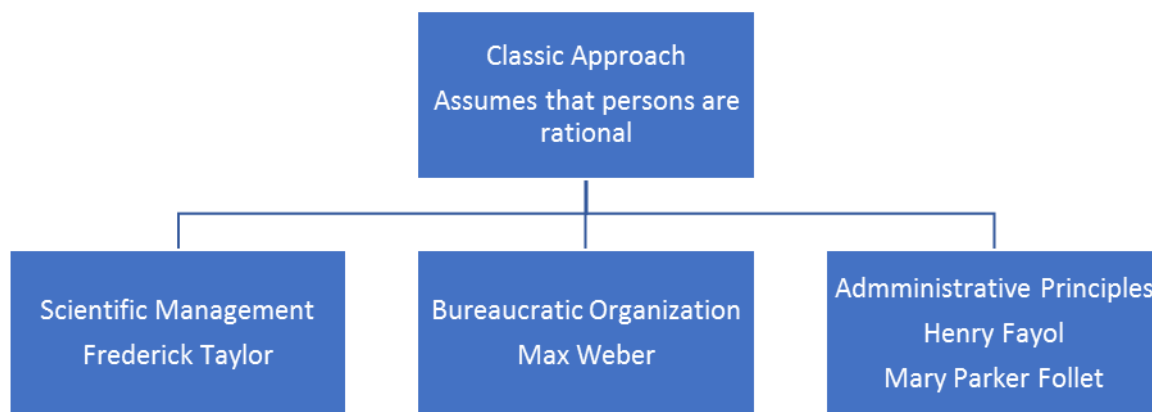 Classic Approach
Assumes that persons are
rational
Scientific Management
Frederick Taylor
Bureaucratic Organization
Max Weber
Admministrative Principles
Henry Fayol
Mary Parker Follet